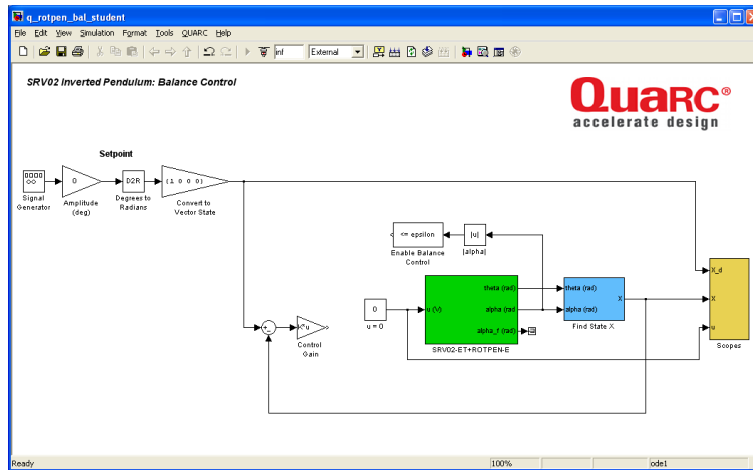 q_rotpen_bal_student
File Edit View Simulation Format Tools QUARC Help
inf
External
SRV02 Inverted Pendulum: Balance Control
QUARC®
accelerate design
Setpoint
Signal
Generator
0
Amplitude
(deg)
D2R
Degrees to
Radians
(1 0 0 0)
Convert to
Vector State
<= epsilon
Enable Balance
Control
|u|
|alpha|
0
u = 0
u (V)
theta (rad)
alpha (rad
alpha_f (rad)
SRV02-ET+ROTPEN-E
theta (rad)
alpha (rad)
X
Find State X
X_d
X
u
Scopes
K*u
Control
Gain
Ready
100%
ode1